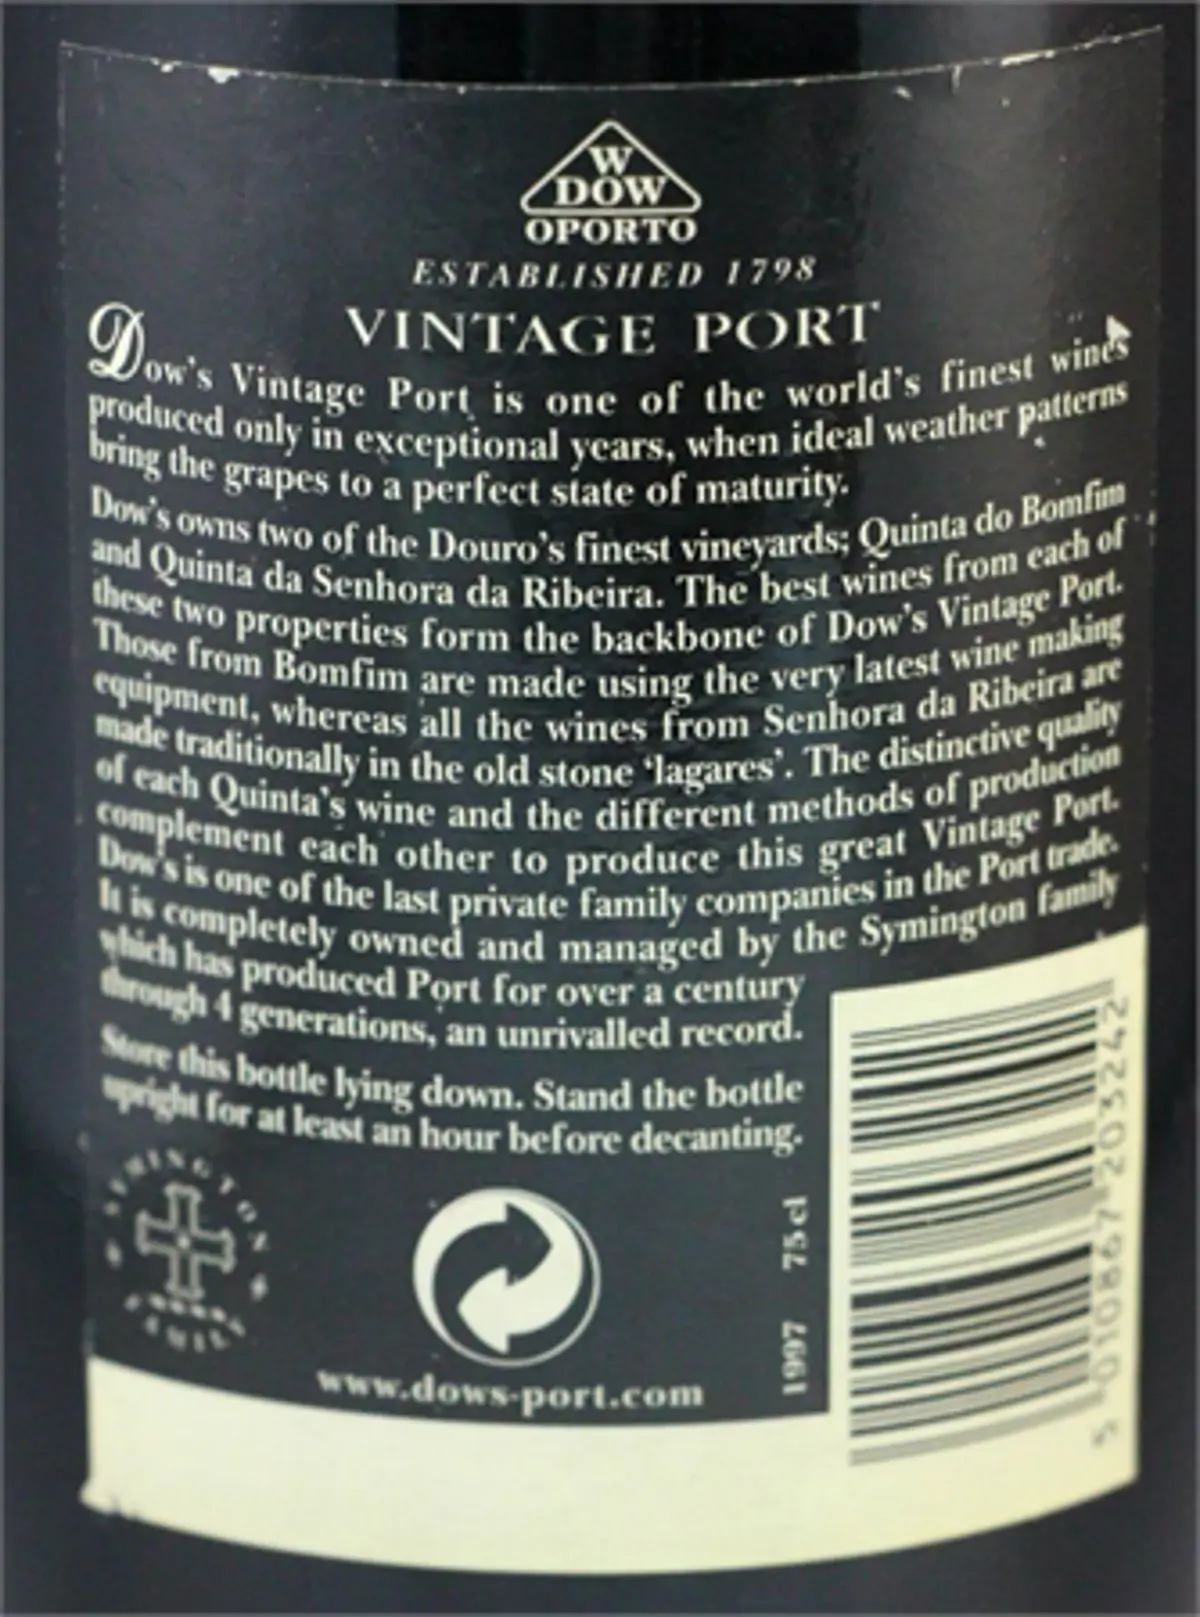 W
DOW
OPORTO
ESTABLISHED 1798
VINTAGE PORT
Dow's Vintage Port is one of the world's finest wines
produced only in exceptional years, when ideal weather patterns
bring the grapes to a perfect state of maturity.
Dow's owns two of the Douro's finest vineyards; Quinta do Bomfim
and Quinta da Senhora da Ribeira. The best wines from each of
these two properties form the backbone of Dow's Vintage Port.
Those from Bomfim are made using the very latest wine making
equipment, whereas all the wines from Senhora da Ribeira are
made traditionally in the old stone 'lagares'. The distinctive quality
of each Quinta's wine and the different methods of production
complement each other to produce this great Vintage Port.
Dow's is one of the last private family companies in the Port trade.
It is completely owned and managed by the Symington family
which has produced Port for over a century
through 4 generations, an unrivalled record.
Store this bottle lying down. Stand the bottle
upright for at least an hour before decanting.
SYMINGTON
FAMILY
www.dows-port.com
1997 75 cl
5 010867 203242